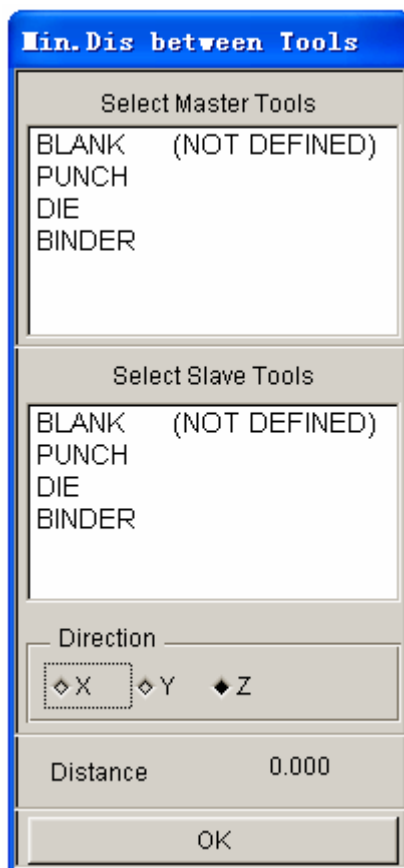 Min.Dis between Tools
Select Master Tools
BLANK (NOT DEFINED)
PUNCH
DIE
BINDER
Select Slave Tools
BLANK (NOT DEFINED)
PUNCH
DIE
BINDER
Direction
X Y Z
Distance 0.000
OK